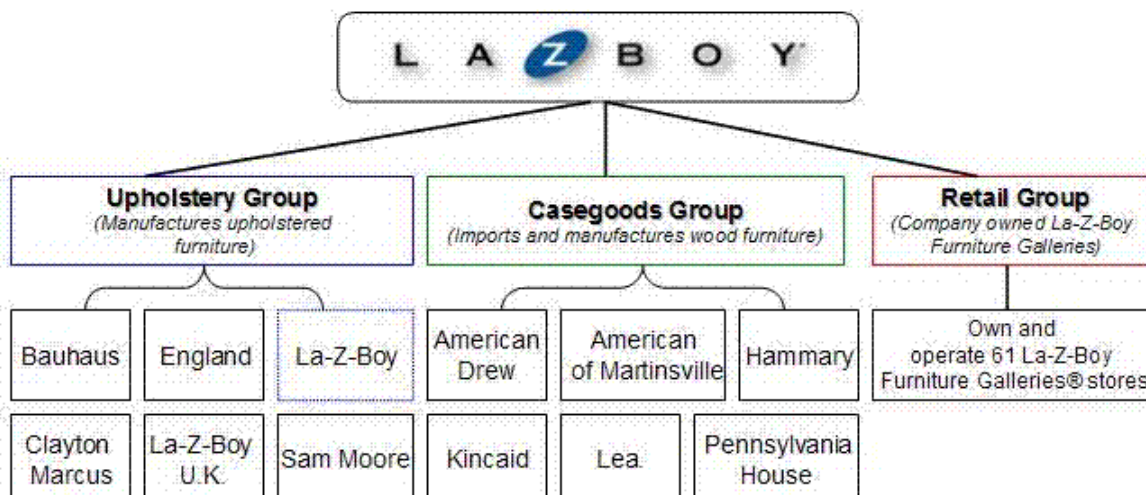 LAZBOY
Upholstery Group
(Manufactures upholstered
furniture)
Casegoods Group
(Imports and manufactures wood furniture)
Retail Group
(Company owned La-Z-Boy
Furniture Galleries)
Bauhaus
England
La-Z-Boy
American
Drew
American
of Martinsville
Hammary
Own and
operate 61 La-Z-Boy
Furniture Galleries® stores
Clayton
Marcus
La-Z-Boy
U.K.
Sam Moore
Kincaid
Lea.
Pennsylvania
House